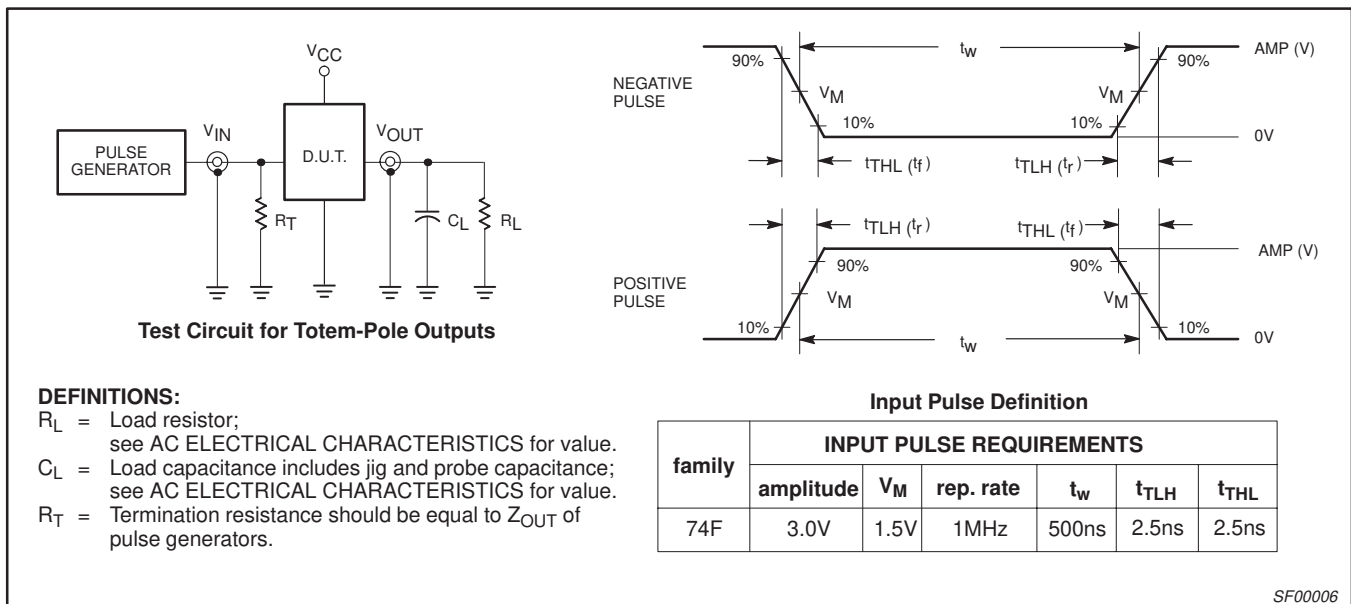 VCC
VIN
VOUT
PULSE
GENERATOR
D.U.T.
RT
CL
RL
Test Circuit for Totem-Pole Outputs
NEGATIVE
PULSE
90%
VM
10%
tw
10%
VM
90%
AMP (V)
0V
tTHL (tf)
tTLH (tr)
tTLH (tr)
tTHL (tf)
POSITIVE
PULSE
10%
VM
90%
tw
90%
VM
10%
AMP (V)
0V
DEFINITIONS:
RL = Load resistor;
see AC ELECTRICAL CHARACTERISTICS for value.
CL = Load capacitance includes jig and probe capacitance;
see AC ELECTRICAL CHARACTERISTICS for value.
RT = Termination resistance should be equal to ZOUT of
pulse generators.
Input Pulse Definition
family INPUT PULSE REQUIREMENTS
amplitude VM rep. rate tw tTLH tTHL
74F 3.0V 1.5V 1MHz 500ns 2.5ns 2.5ns
SF00006